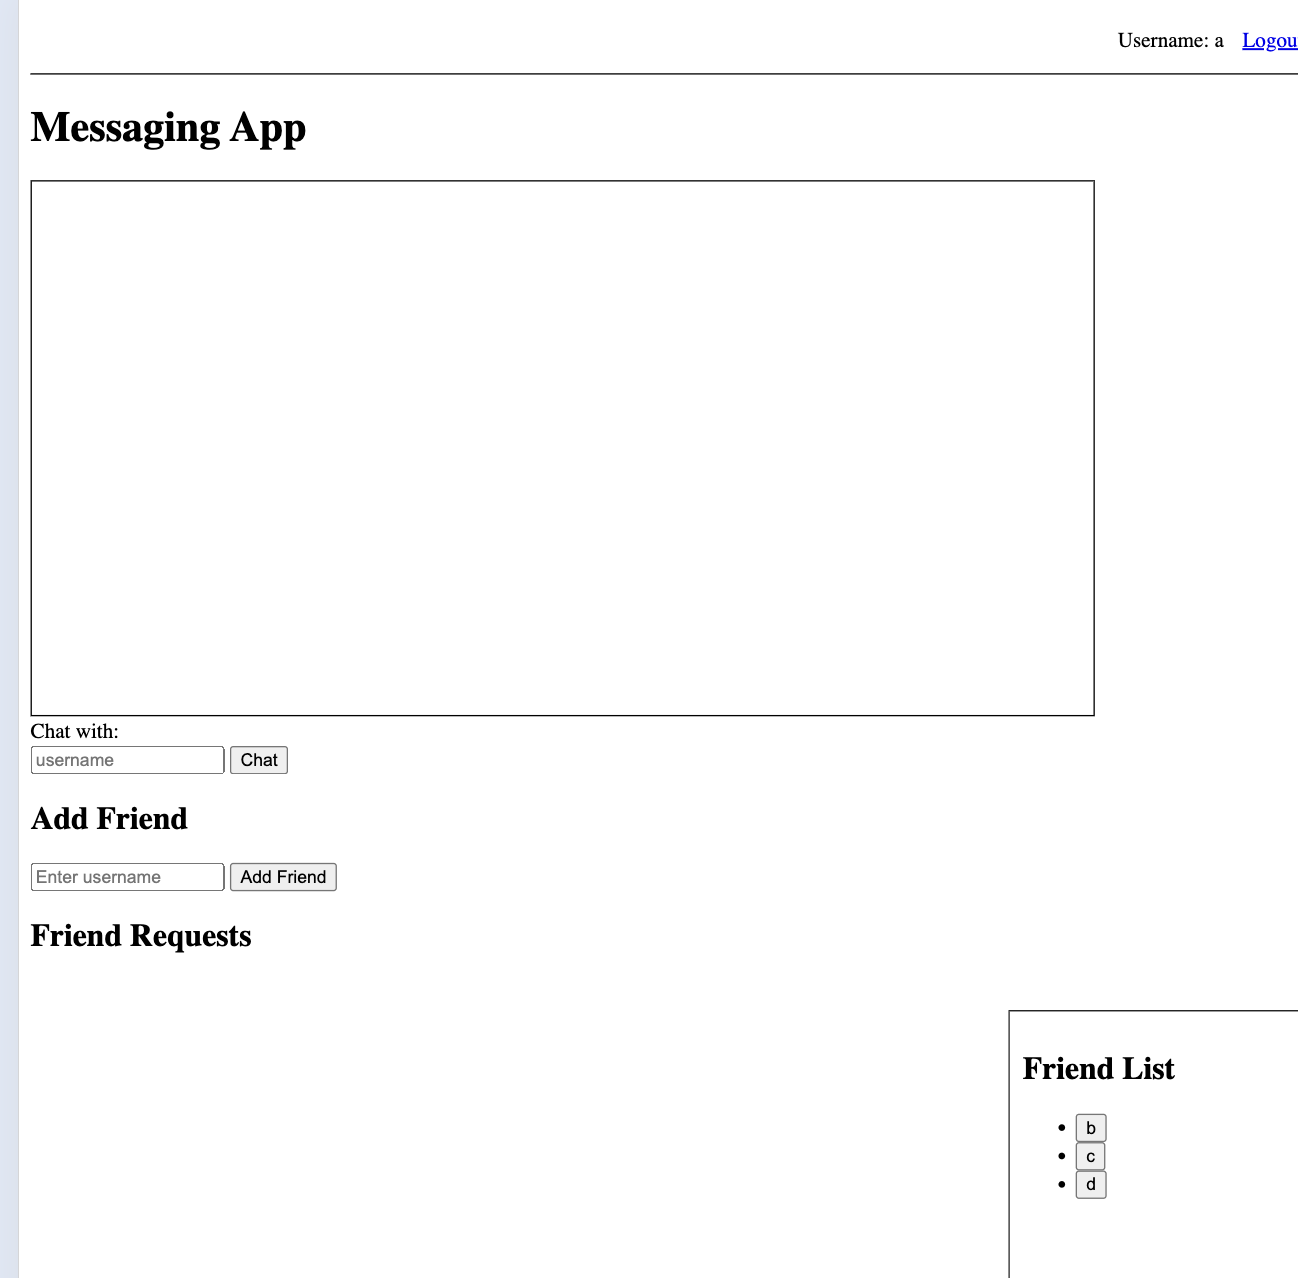 Username: a Logou
Messaging App
Chat with:
username Chat
Add Friend
Enter username Add Friend
Friend Requests
Friend List
b
c
d